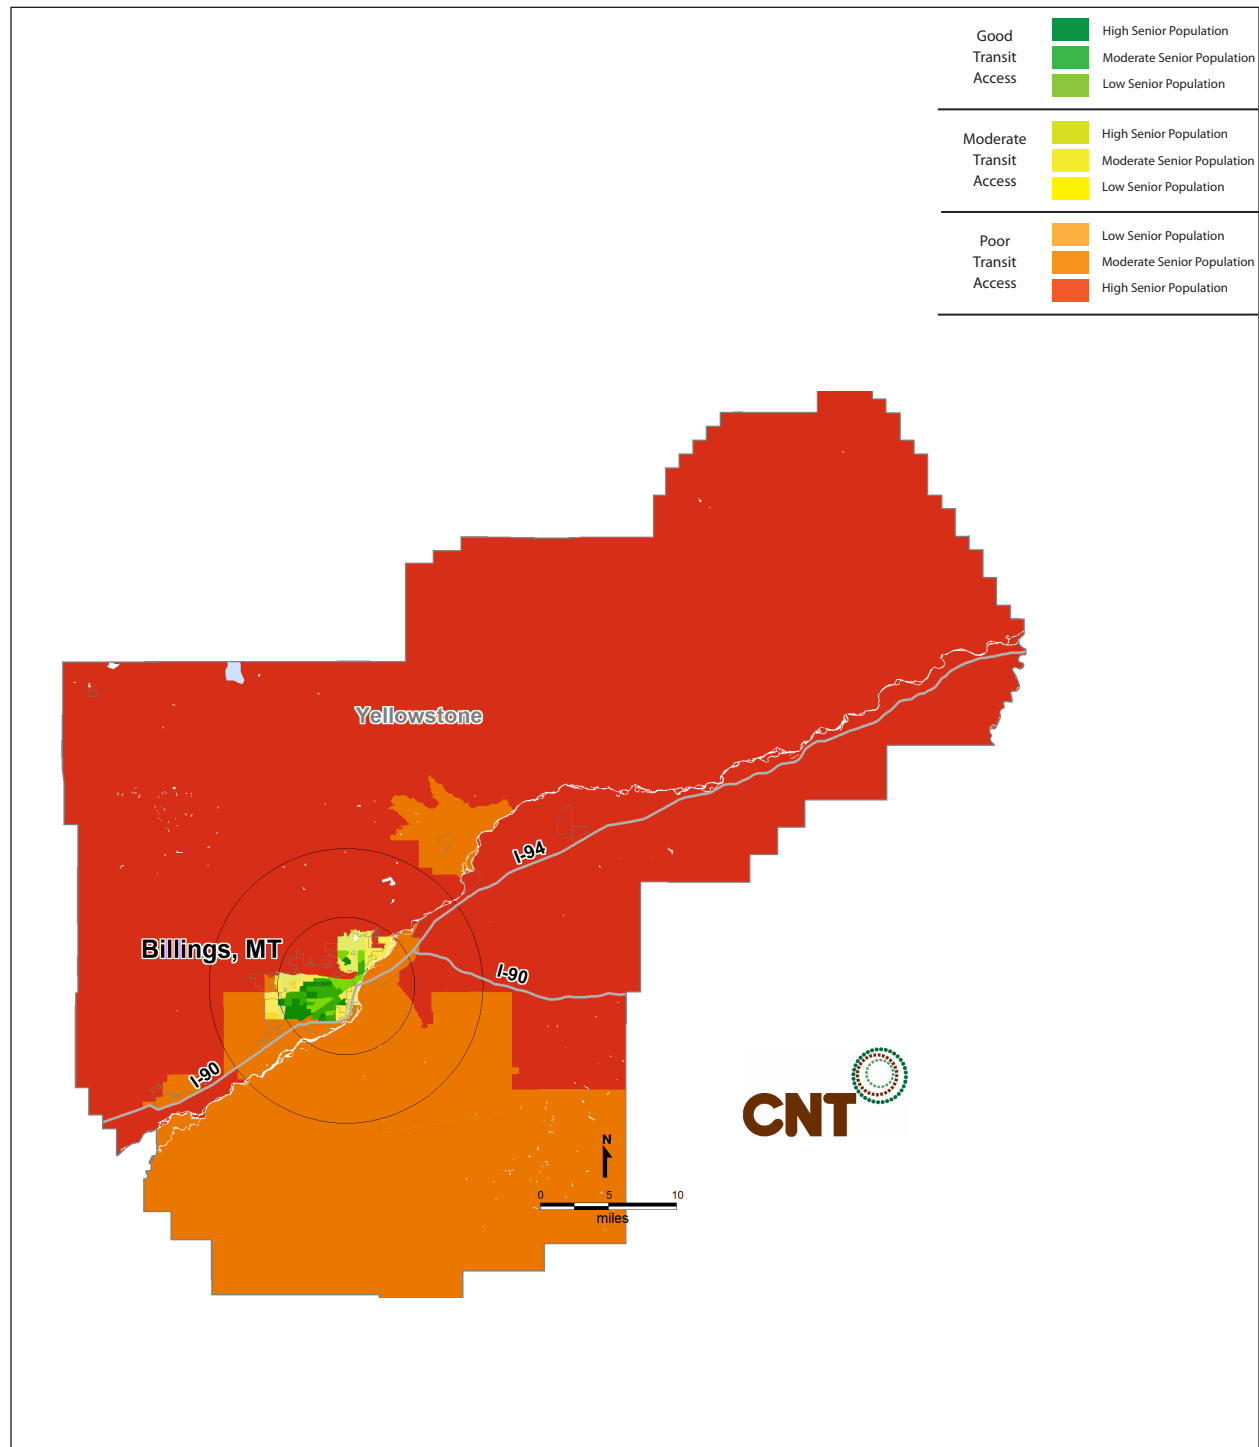 Good
Transit
Access
High Senior Population
Moderate Senior Population
Low Senior Population
Moderate
Transit
Access
High Senior Population
Moderate Senior Population
Low Senior Population
Poor
Transit
Access
Low Senior Population
Moderate Senior Population
High Senior Population
Yellowstone
I-94
Billings, MT
I-90
I-90
CNT
N
0 5 10
miles